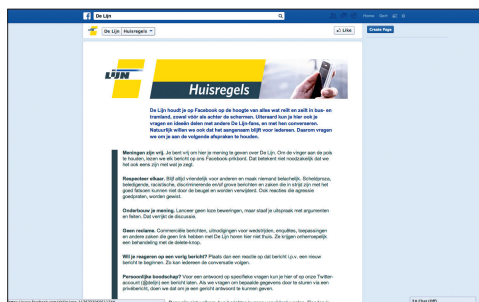 De Lijn
Home
De Lijn
Huisregels
Like
Create Page
LIJN
Huisregels
De Lijn houdt je op Facebook op de hoogte van alles wat reilt en zeilt in bus- en
tramland, zowel vóór als achter de schermen. Uiteraard kun je hier ook je
vragen en ideeën delen met andere De Lijn-fans, en met hen converseren.
Natuurlijk willen we ook dat het aangenaam blijft voor iedereen. Daarom vragen
we om je aan de volgende afspraken te houden.
Meningen zijn vrij. Je bent vrij om hier je mening te geven over De Lijn. Om de vinger aan de pols
te houden, lezen we elk bericht op ons Facebook-prikbord. Dat betekent niet noodzakelijk dat we
het ook eens zijn met wat je zegt.
Respecteer elkaar. Blijf altijd vriendelijk voor anderen en maak niemand belachelijk. Scheldproza,
beledigende, racistische, discriminerende en/of grove berichten en zaken die in strijd zijn met het
goed fatsoen kunnen niet door de beugel en worden verwijderd. Ook reacties die agressie
goedpraten, worden gewist.
Onderbouw je mening. Lanceer geen loze beweringen, maar staaf je uitspraak met argumenten
en feiten. Dat verrijkt de discussie.
Geen reclame. Commerciële berichten, uitnodigingen voor wedstrijden, enquêtes, toepassingen
en andere zaken die geen link hebben met De Lijn horen hier niet thuis. Ze krijgen onherroepelijk
een behandeling met de delete-knop.
Wil je reageren op een vorig bericht? Plaats dan een reactie op dat bericht i.p.v. een nieuw
bericht te beginnen. Zo kan iedereen de conversatie volgen.
Persoonlijke boodschap? Voor een antwoord op specifieke vragen kun je hier of op onze Twitter-
account (@delijn) een bericht laten. Als we vragen om bepaalde gegevens door te sturen via een
privébericht, doen we dat om je een gericht antwoord te kunnen geven.
Chat (Off)